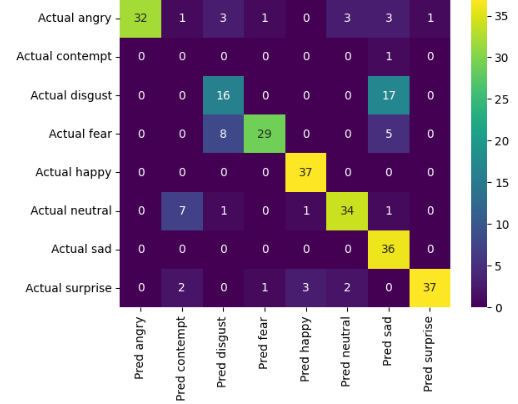 Actual angry 32 1 3 1 0 3 3 1
Actual contempt 0 0 0 0 0 0 1 0
Actual disgust 0 0 16 0 0 0 17 0
Actual fear 0 0 8 29 0 0 5 0
Actual happy 0 0 0 0 37 0 0 0
Actual neutral 0 7 1 0 1 34 1 0
Actual sad 0 0 0 0 0 0 36 0
Actual surprise 0 2 0 1 3 2 0 37
Pred angry
Pred contempt
Pred disgust
Pred fear
Pred happy
Pred neutral
Pred sad
Pred surprise
35
30
25
20
15
10
5
0